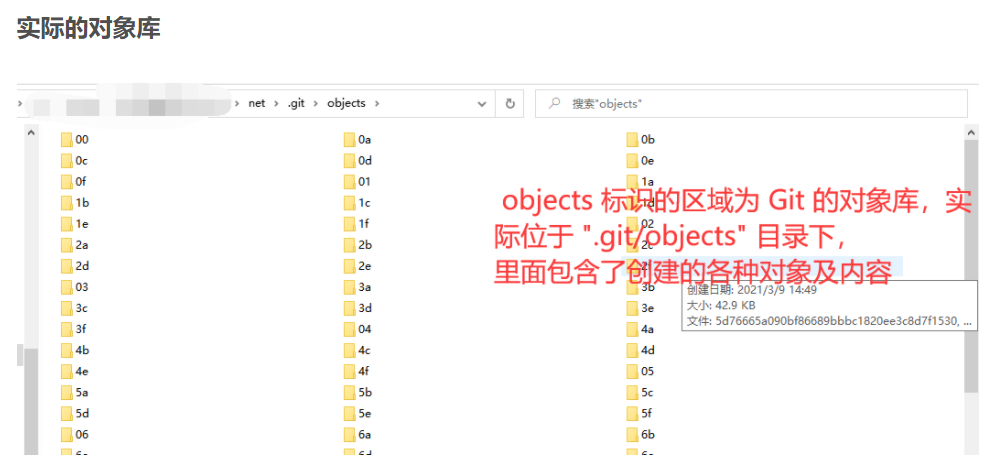 实际的对象库
net › .git › objects ›
搜索"objects"
00 0a 0b
0c 0d 0e
0f 01 1a
1b 1c 1d
1e 1f 02
2a 2b 2c
2d 2e
03 3a 3b
3c 3d 3e
3f 04 4a
4b 4c 4d
4e 4f 05
5a 5b 5c
5d 5e 5f
06 6a 6b
objects 标识的区域为 Git 的对象库，实
际位于 ".git/objects" 目录下，
里面包含了创建的各种对象及内容
创建日期: 2021/3/9 14:49
大小: 42.9 KB
文件: 5d76665a090bf86689bbbc1820ee3c8d7f1530, ...